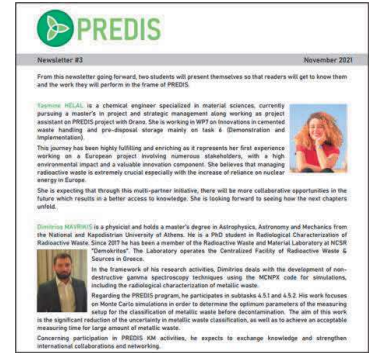 PREDIS
Newsletter #3 November 2021
From this newsletter going forward, two students will present themselves so that readers will get to know them
and the work they will perform in the frame of PREDIS.
Yasmine HELAL is a chemical engineer specialized in material sciences, currently
pursuing a master's in project and strategic management along working as project
assistant on PREDIS project with Orano. She is working in WP7 on Innovations in cemented
waste handling and pre-disposal storage mainly on task 6 (Demonstration and
Implementation).
This journey has been highly fulfilling and enriching as it represents her first experience
working on a European project involving numerous stakeholders, with a high
environmental impact and a valuable innovation component. She believes that managing
radioactive waste is extremely crucial especially with the increase of reliance on nuclear
energy in Europe.
She is expecting that through this multi-partner initiative, there will be more collaborative opportunities in the
future which results in a better access to knowledge. She is looking forward to seeing how the next chapters
unfold.
Dimitrios MAVRIKIS is a physicist and holds a master's degree in Astrophysics, Astronomy and Mechanics from
the National and Kapodistrian University of Athens. He is a PhD student in Radiological Characterization of
Radioactive Waste. Since 2017 he has been a member of the Radioactive Waste and Material Laboratory at NCSR
"Demokritos". The Laboratory operates the Centralized Facility of Radioactive Waste &
Sources in Greece.
In the framework of his research activities, Dimitrios deals with the development of non-
destructive gamma spectroscopy techniques using the MCNPX code for simulations,
including the radiological characterization of metallic waste.
Regarding the PREDIS program, he participates in subtasks 4.5.1 and 4.5.2. His work focuses
on Monte Carlo simulations in order to determine the optimum parameters of the measuring
setup for the classification of metallic waste before decontamination. The aim of this work
is the significant reduction of the uncertainty in metallic waste classification, as well as to achieve an acceptable
measuring time for large amount of metallic waste.
Concerning participation in PREDIS KM activities, he expects to exchange knowledge and strengthen
international collaborations and networking.